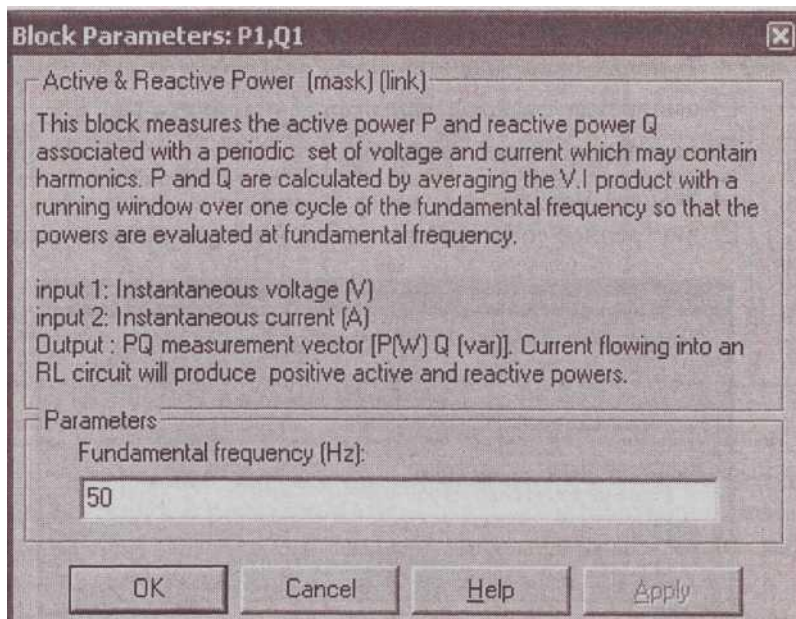 Block Parameters: P1,Q1
Active & Reactive Power (mask) (link)
This block measures the active power P and reactive power Q
associated with a periodic set of voltage and current which may contain
harmonics. P and Q are calculated by averaging the V.I product with a
running window over one cycle of the fundamental frequency so that the
powers are evaluated at fundamental frequency.
input 1: Instantaneous voltage (V)
input 2: Instantaneous current (A)
Output : PQ measurement vector [P(W) Q (var)]. Current flowing into an
RL circuit will produce positive active and reactive powers.
Parameters
Fundamental frequency (Hz):
50
OK
Cancel
Help
Apply